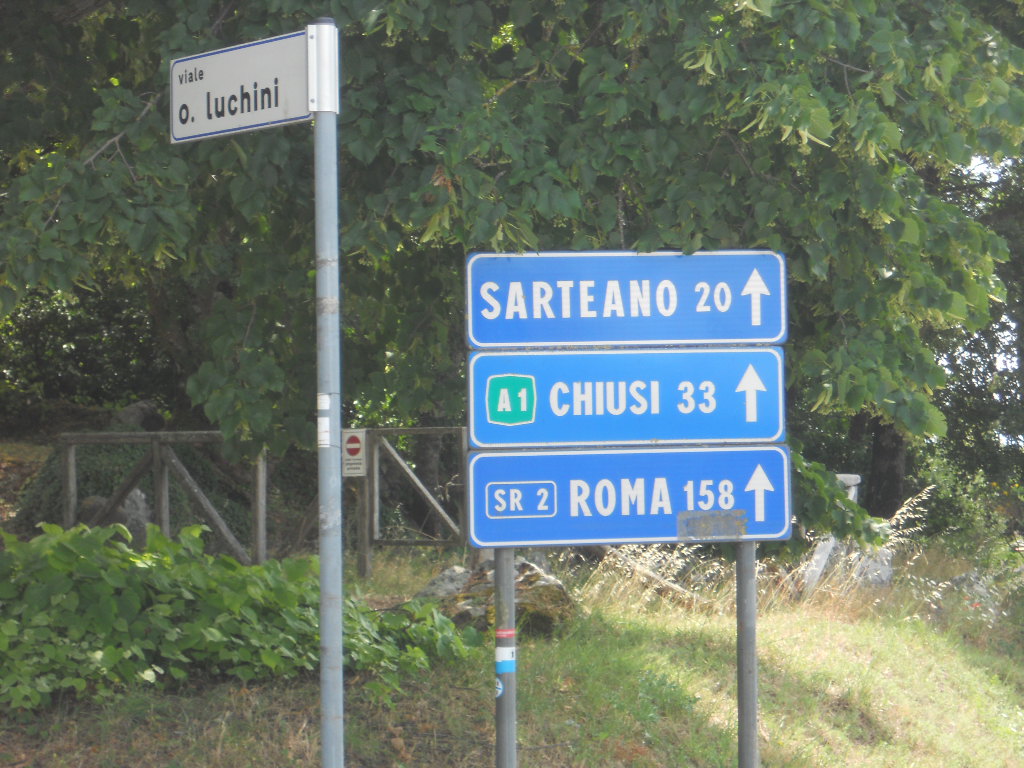 viale
o. luchini
SARTEANO 20
A1 CHIUSI 33
SR 2 ROMA 158